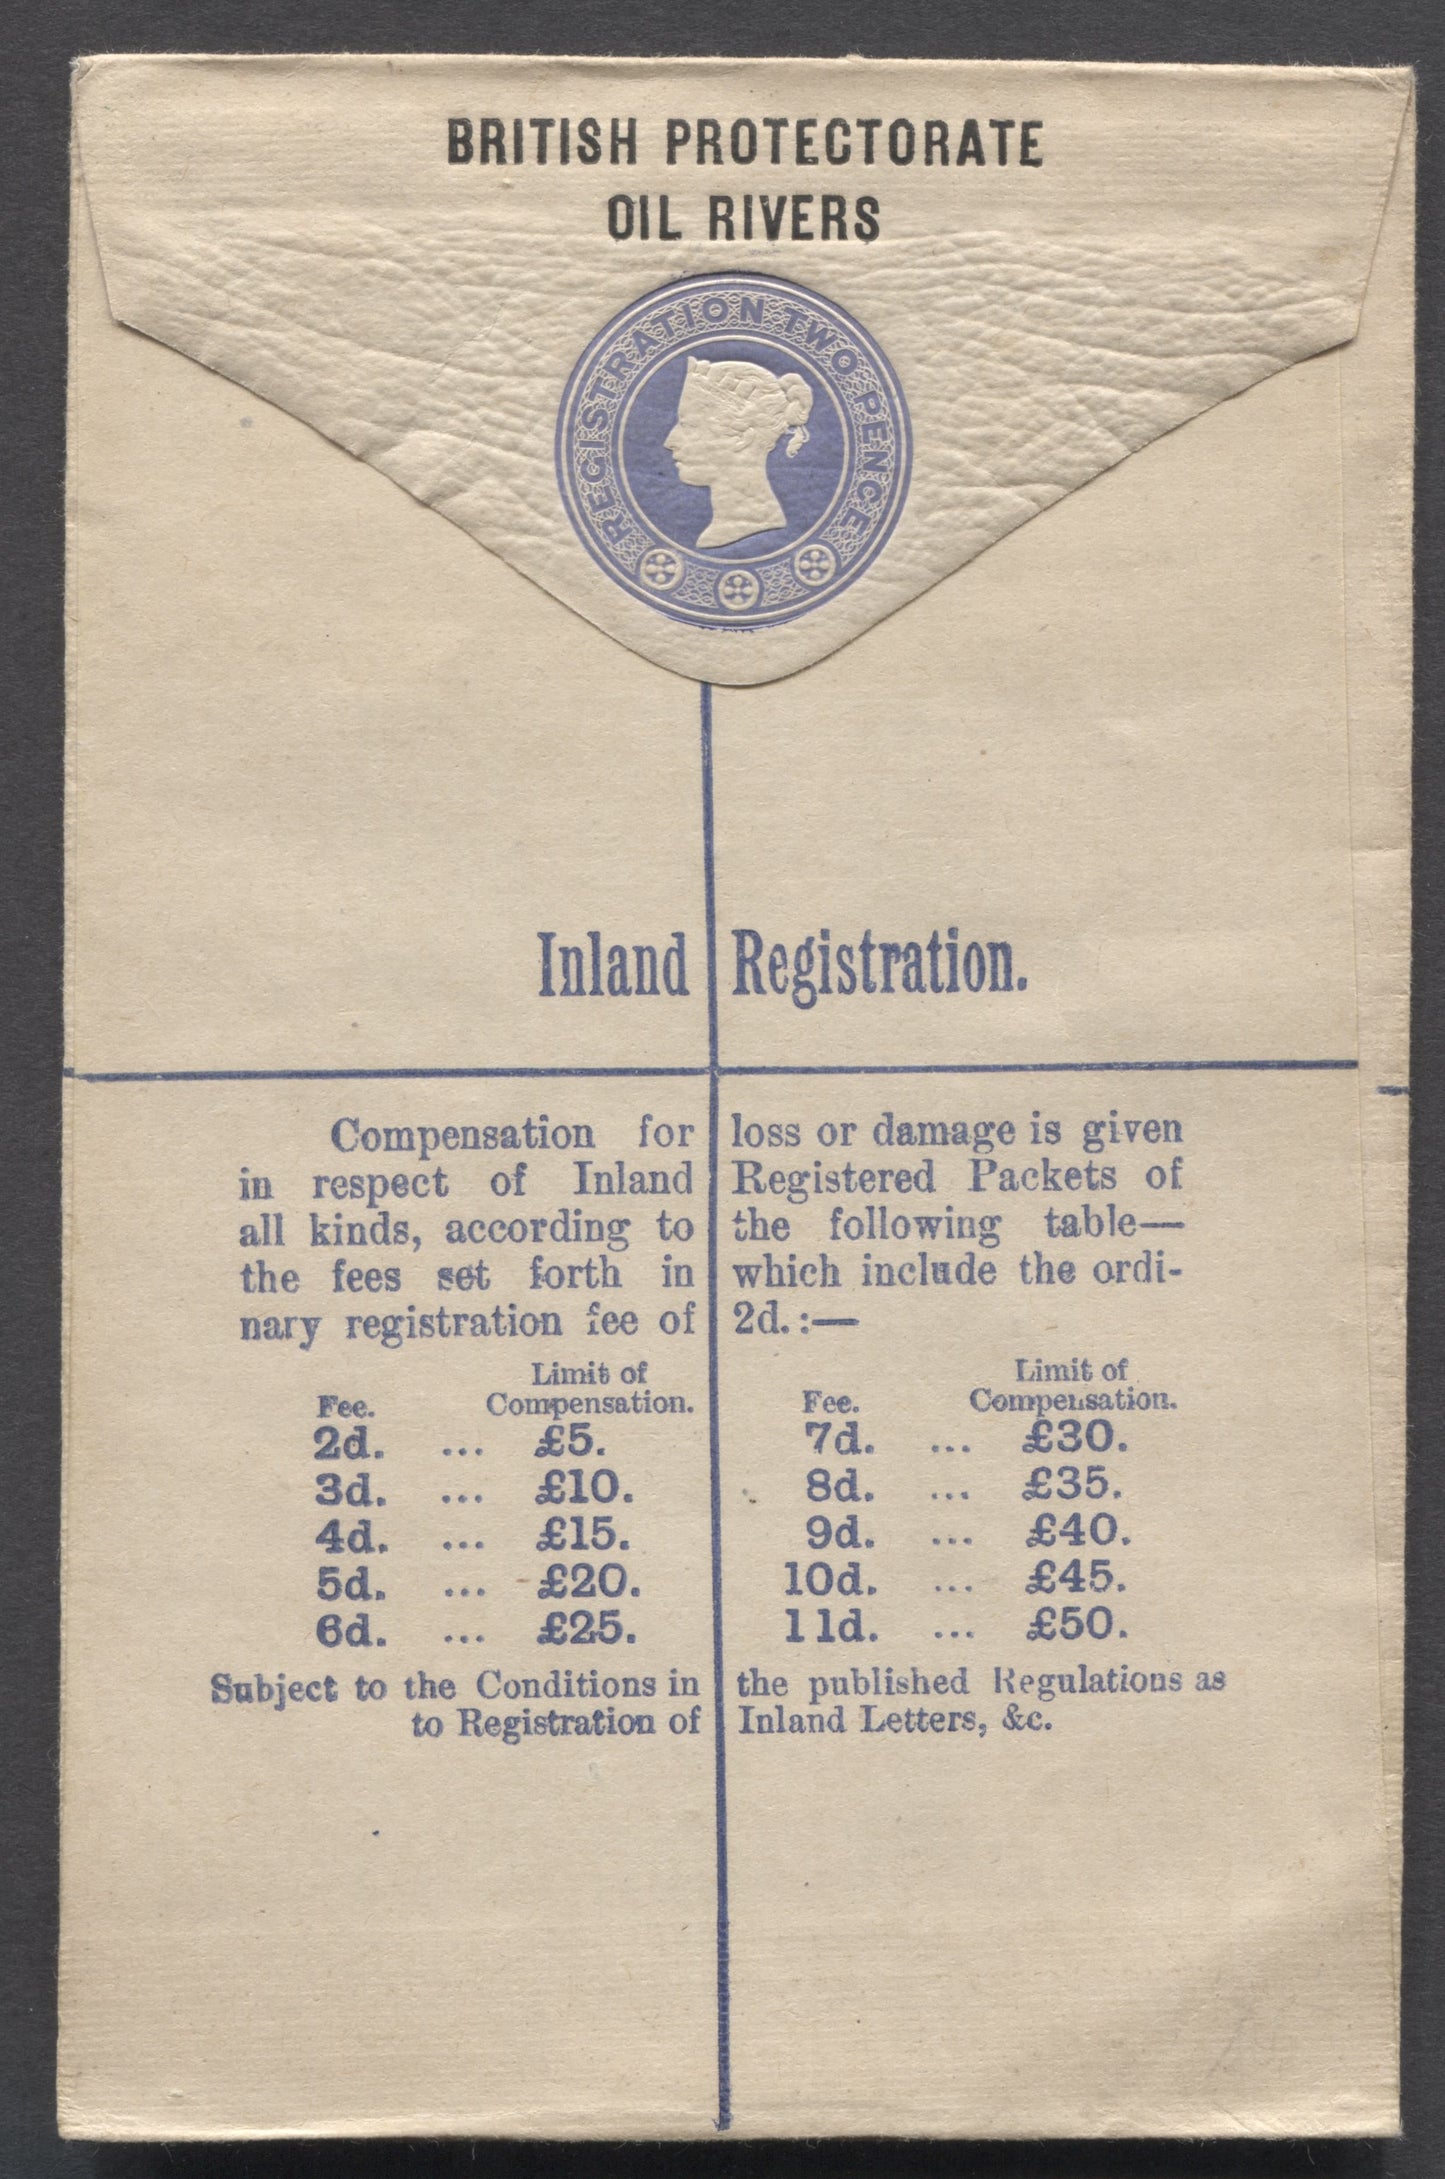 BRITISH PROTECTORATE
OIL RIVERS
REGISTRATION TWO PENCE
Inland Registration.
Compensation for loss or damage is given
in respect of Inland Registered Packets of
all kinds, according to the following table—
the fees set forth in which include the ordi-
nary registration fee of 2d. :—
Limit of Limit of
Fee. Compensation. Fee. Compensation.
2d. ... £5. 7d. ... £30.
3d. ... £10. 8d. ... £35.
4d. ... £15. 9d. ... £40.
5d. ... £20. 10d. ... £45.
6d. ... £25. 11d. ... £50.
Subject to the Conditions in the published Regulations as
to Registration of Inland Letters, &c.